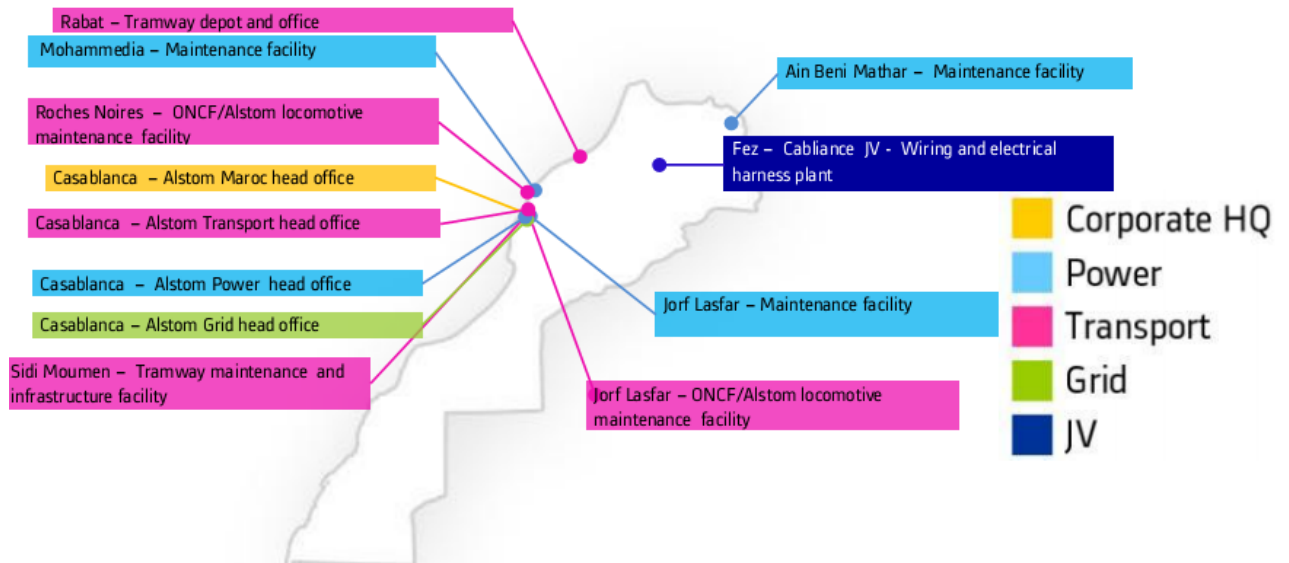 Rabat – Tramway depot and office
Mohammedia – Maintenance facility
Roches Noires – ONCF/Alstom locomotive
maintenance facility
Casablanca – Alstom Maroc head office
Casablanca – Alstom Transport head office
Casablanca – Alstom Power head office
Casablanca – Alstom Grid head office
Sidi Moumen – Tramway maintenance and
infrastructure facility
Ain Beni Mathar – Maintenance facility
Fez – Cabliance JV - Wiring and electrical
harness plant
Jorf Lasfar – Maintenance facility
Jorf Lasfar – ONCF/Alstom locomotive
maintenance facility
Corporate HQ
Power
Transport
Grid
JV